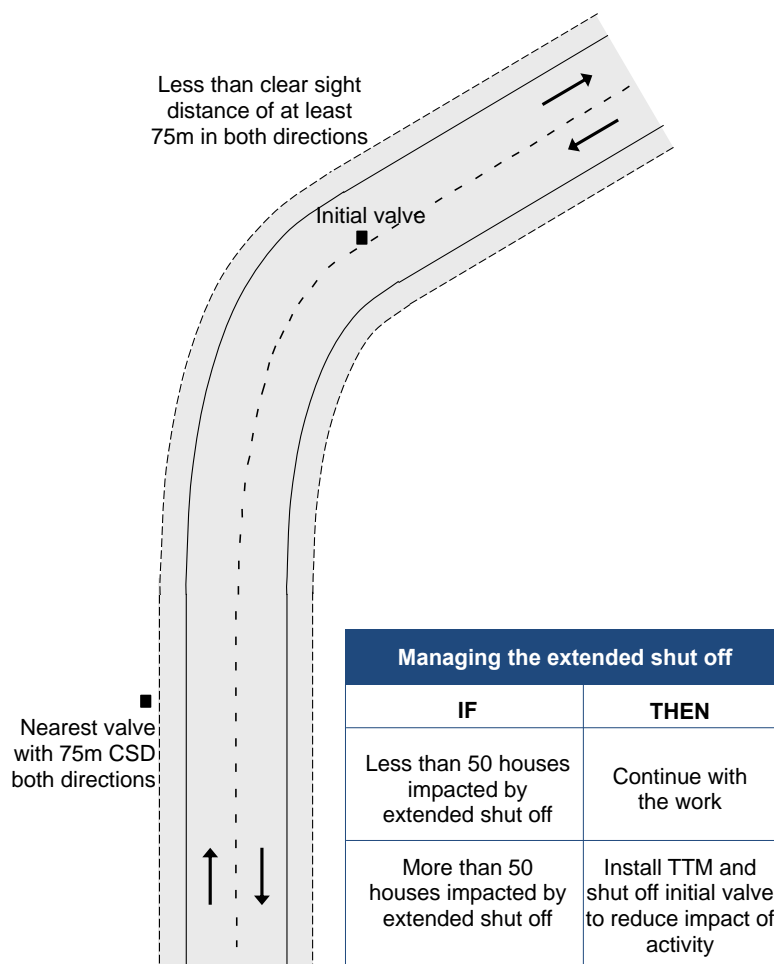 Less than clear sight
distance of at least
75m in both directions
Initial valve
Nearest valve
with 75m CSD
both directions
Managing the extended shut off
IF
THEN
Less than 50 houses
impacted by
extended shut off
Continue with
the work
More than 50
houses impacted by
extended shut off
Install TTM and
shut off initial valve
to reduce impact of
activity